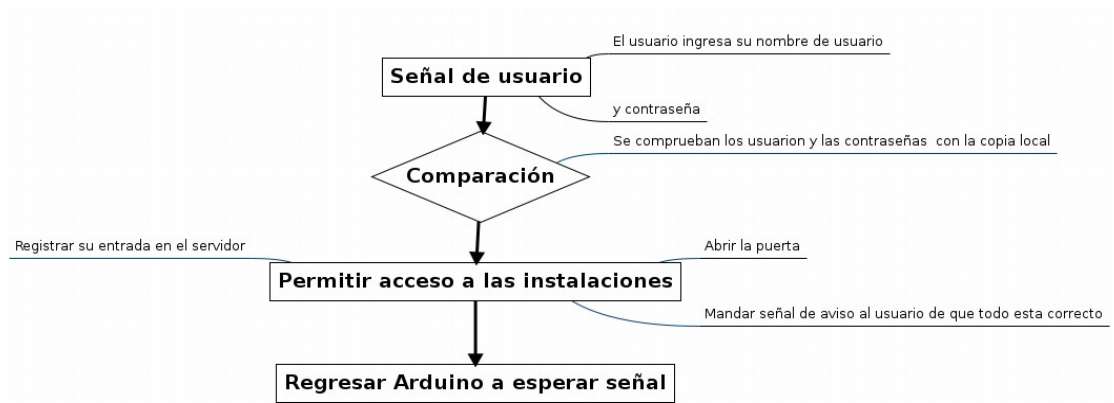 El usuario ingresa su nombre de usuario
Señal de usuario
y contraseña
Se comprueban los usuarion y las contraseñas con la copia local
Comparación
Registrar su entrada en el servidor
Abrir la puerta
Permitir acceso a las instalaciones
Mandar señal de aviso al usuario de que todo esta correcto
Regresar Arduino a esperar señal